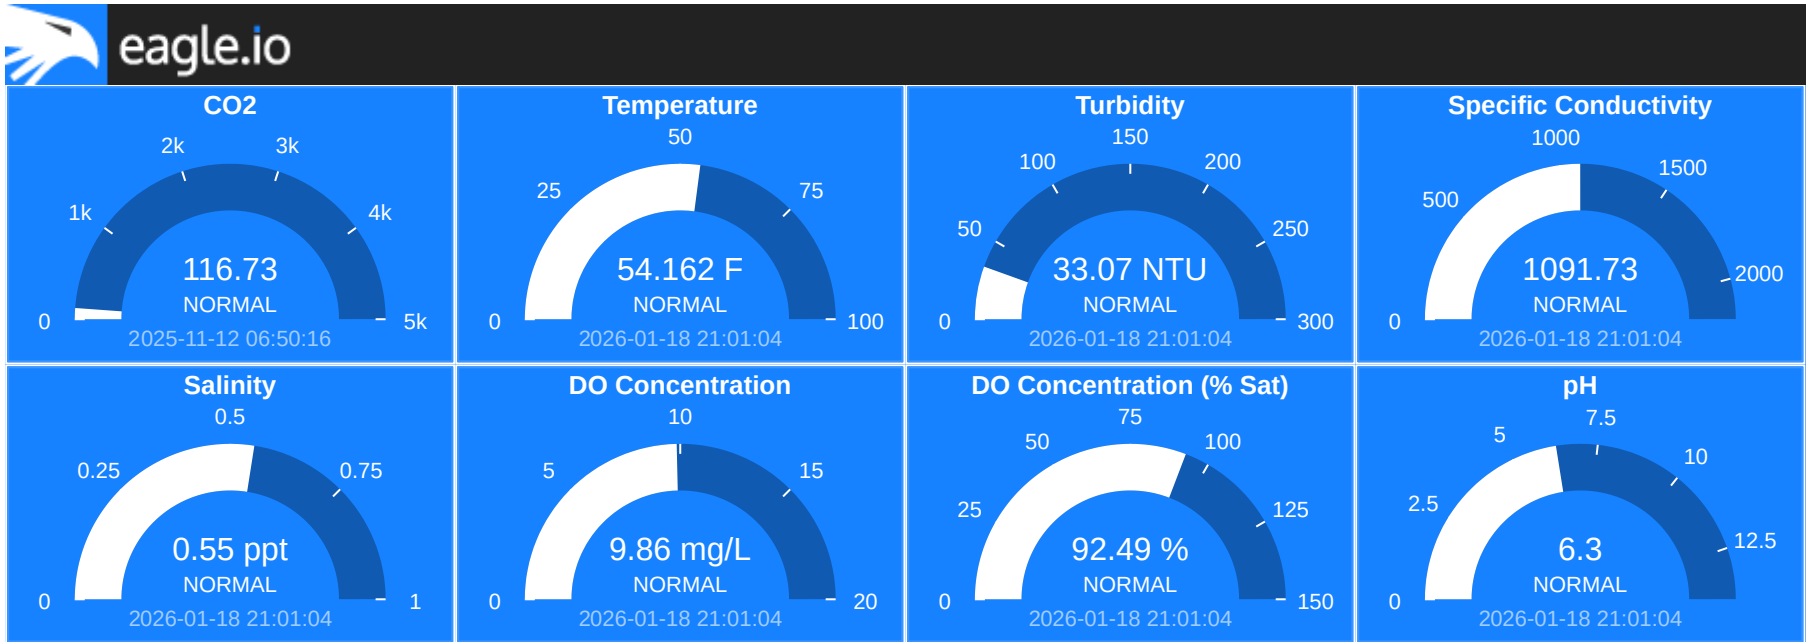 eagle.io
CO2
0
1k
2k
3k
4k
5k
116.73
NORMAL
2025-11-12 06:50:16
Temperature
0
25
50
75
100
54.162 F
NORMAL
2026-01-18 21:01:04
Turbidity
0
50
100
150
200
250
300
33.07 NTU
NORMAL
2026-01-18 21:01:04
Specific Conductivity
0
500
1000
1500
2000
1091.73
NORMAL
2026-01-18 21:01:04
Salinity
0
0.25
0.5
0.75
1
0.55 ppt
NORMAL
2026-01-18 21:01:04
DO Concentration
0
5
10
15
20
9.86 mg/L
NORMAL
2026-01-18 21:01:04
DO Concentration (% Sat)
0
25
50
75
100
125
150
92.49 %
NORMAL
2026-01-18 21:01:04
pH
0
2.5
5
7.5
10
12.5
6.3
NORMAL
2026-01-18 21:01:04